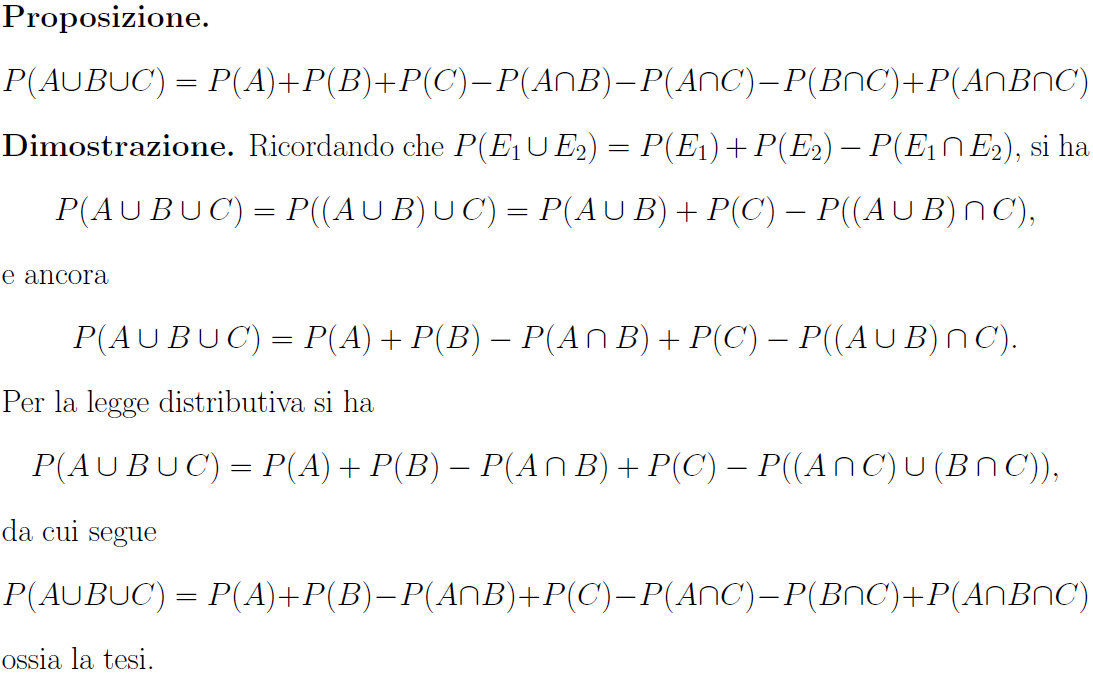 Proposizione.
P(A∪B∪C) = P(A)+P(B)+P(C)−P(A∩B)−P(A∩C)−P(B∩C)+P(A∩B∩C)
Dimostrazione. Ricordando che P(E₁ ∪ E₂) = P(E₁) + P(E₂) − P(E₁ ∩ E₂), si ha
P(A ∪ B ∪ C) = P((A ∪ B) ∪ C) = P(A ∪ B) + P(C) − P((A ∪ B) ∩ C),
e ancora
P(A ∪ B ∪ C) = P(A) + P(B) − P(A ∩ B) + P(C) − P((A ∪ B) ∩ C).
Per la legge distributiva si ha
P(A ∪ B ∪ C) = P(A) + P(B) − P(A ∩ B) + P(C) − P((A ∩ C) ∪ (B ∩ C)),
da cui segue
P(A∪B∪C) = P(A)+P(B)−P(A∩B)+P(C)−P(A∩C)−P(B∩C)+P(A∩B∩C)
ossia la tesi.